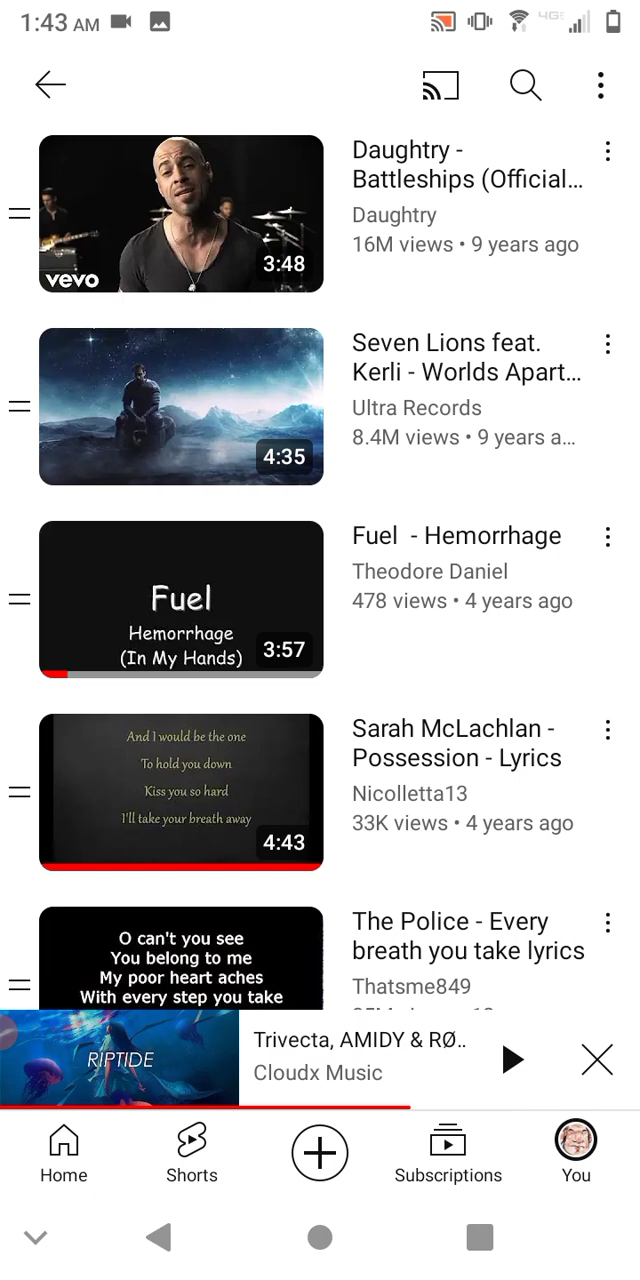 1:43 AM
4GE
Daughtry -
Battleships (Official...
Daughtry
16M views • 9 years ago
vevo
3:48
Seven Lions feat.
Kerli - Worlds Apart...
Ultra Records
8.4M views • 9 years a...
4:35
Fuel - Hemorrhage
Theodore Daniel
478 views • 4 years ago
Fuel
Hemorrhage
(In My Hands)
3:57
Sarah McLachlan -
Possession - Lyrics
Nicolletta13
33K views • 4 years ago
And I would be the one
To hold you down
Kiss you so hard
I'll take your breath away
4:43
The Police - Every
breath you take lyrics
Thatsme849
O can't you see
You belong to me
My poor heart aches
With every step you take
RIPTIDE
Trivecta, AMIDY & RØ..
Cloudx Music
Home
Shorts
Subscriptions
You